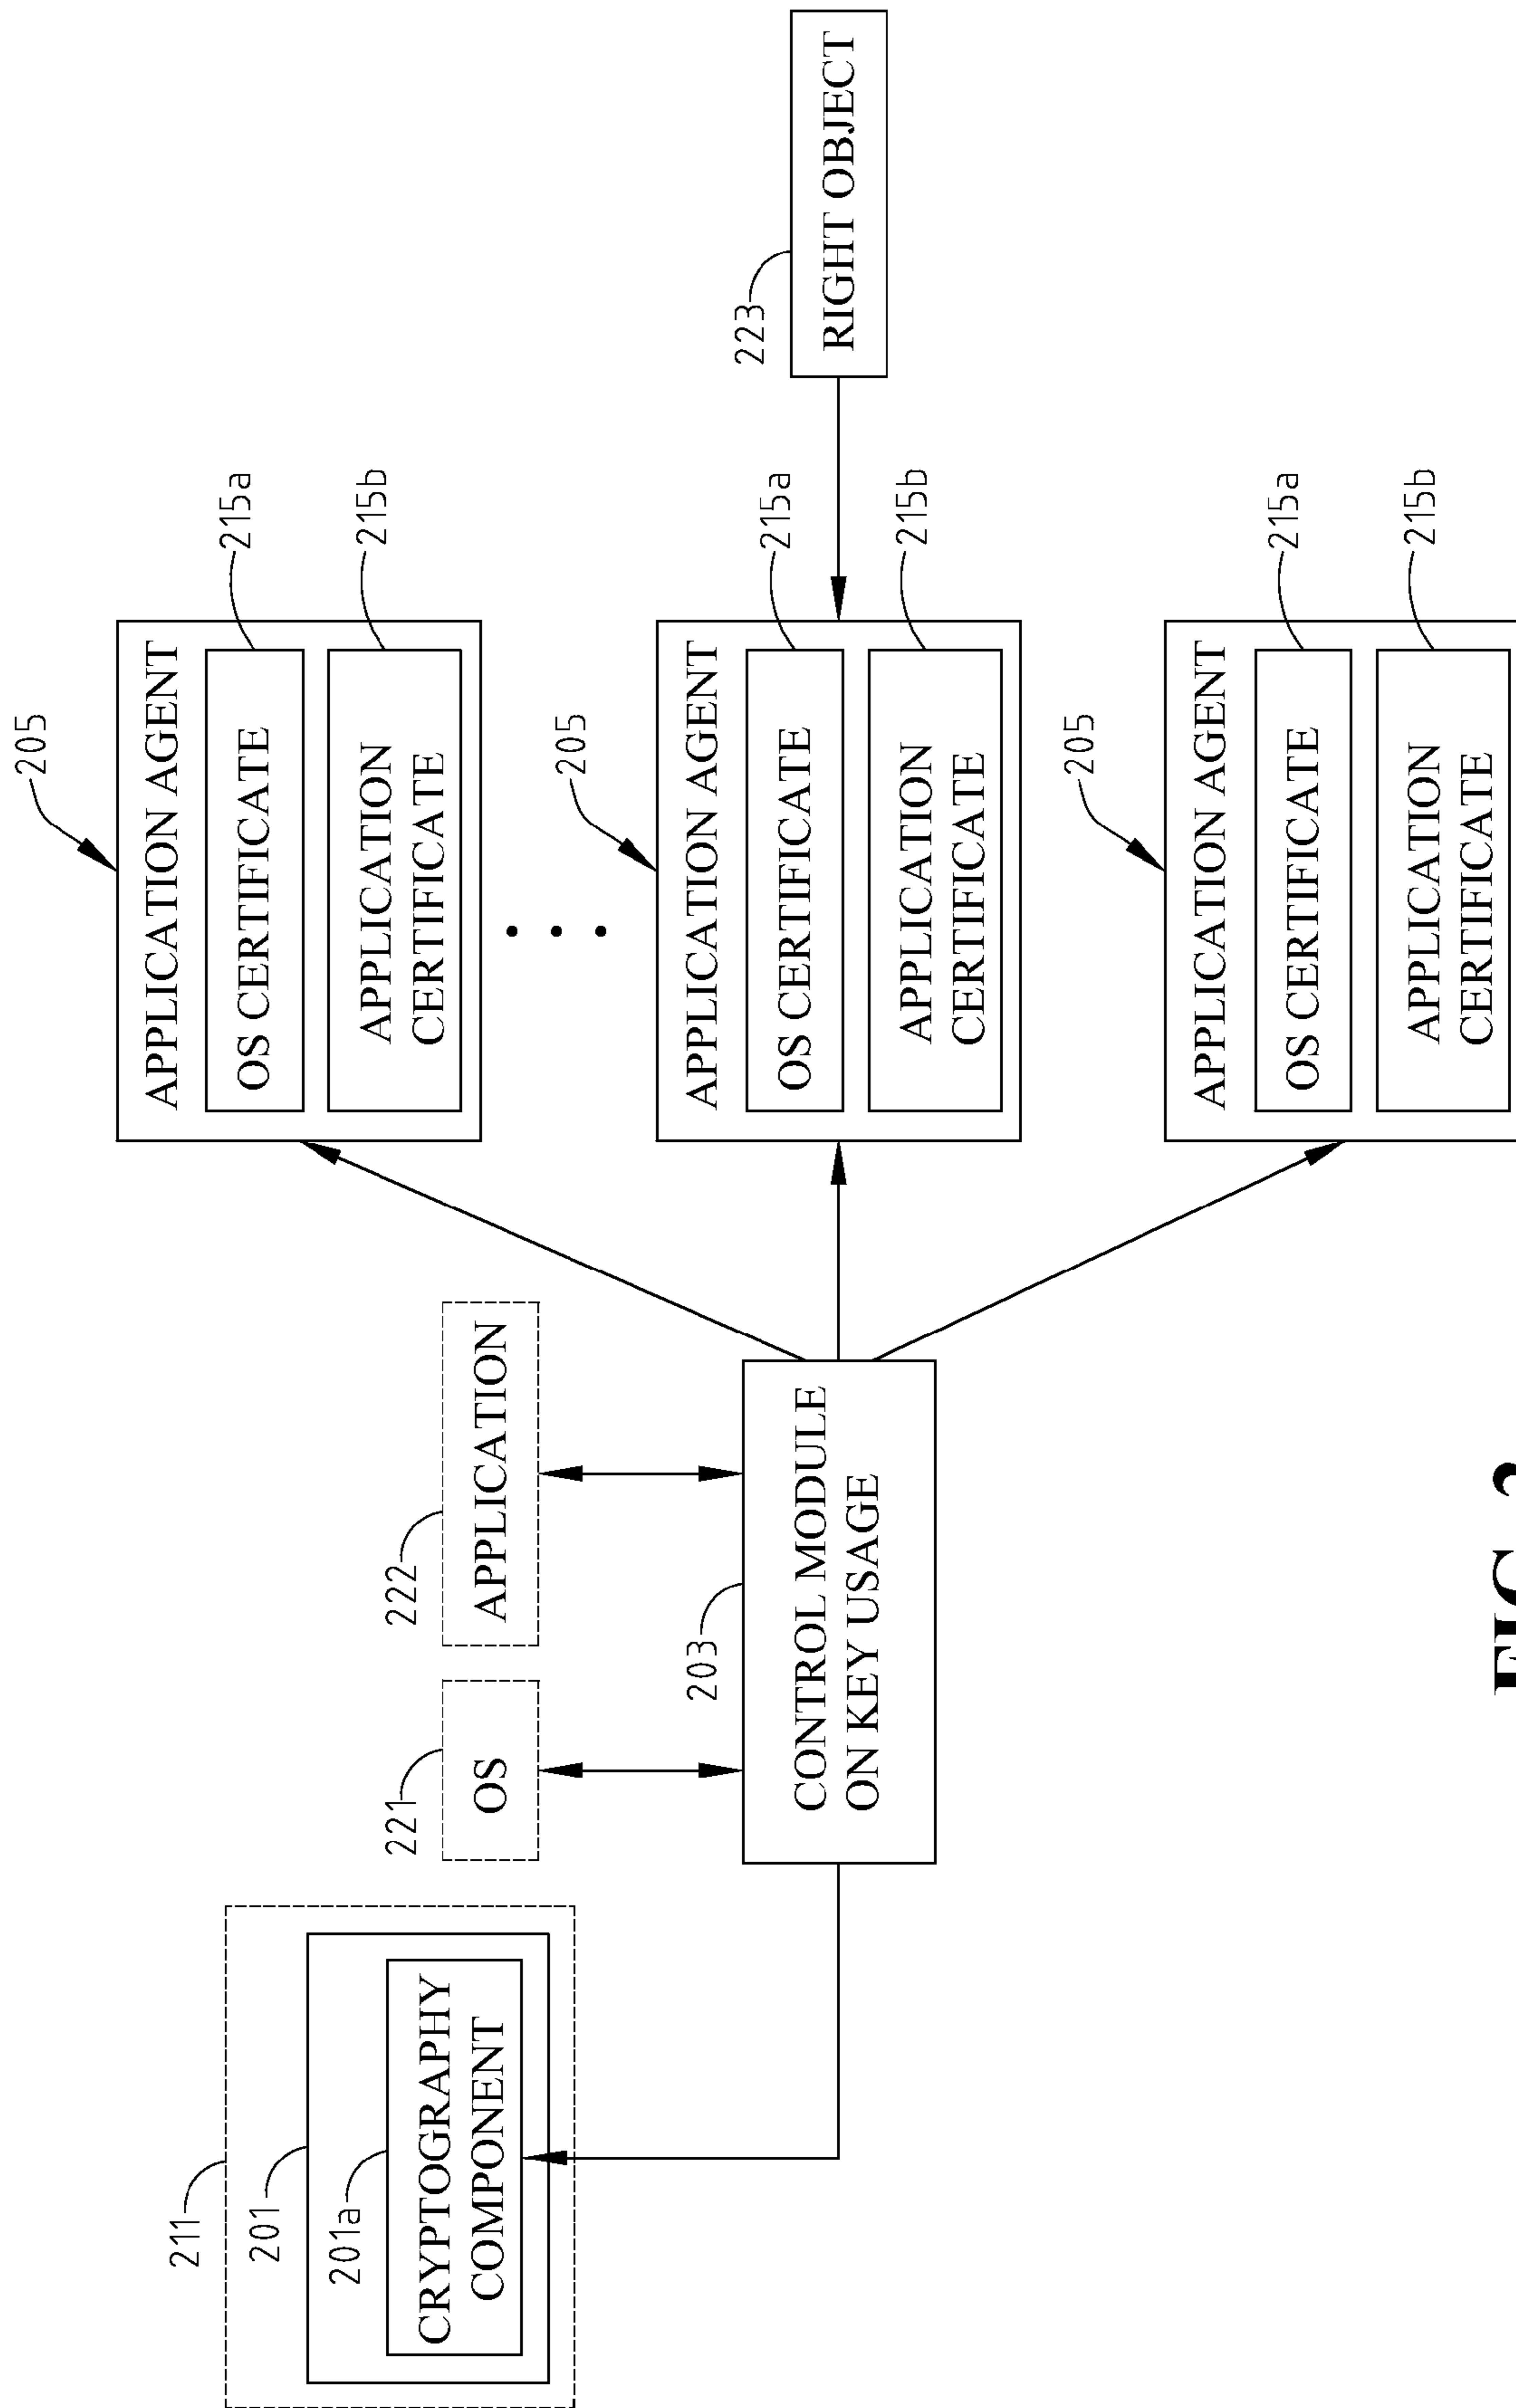 205
APPLICATION AGENT
OS CERTIFICATE
215a
APPLICATION
CERTIFICATE
215b
211
201
201a
CRYPTOGRAPHY
COMPONENT
221
OS
222
APPLICATION
205
APPLICATION AGENT
OS CERTIFICATE
215a
APPLICATION
CERTIFICATE
215b
203
CONTROL MODULE
ON KEY USAGE
223
RIGHT OBJECT
205
APPLICATION AGENT
OS CERTIFICATE
215a
APPLICATION
CERTIFICATE
215b
FIG